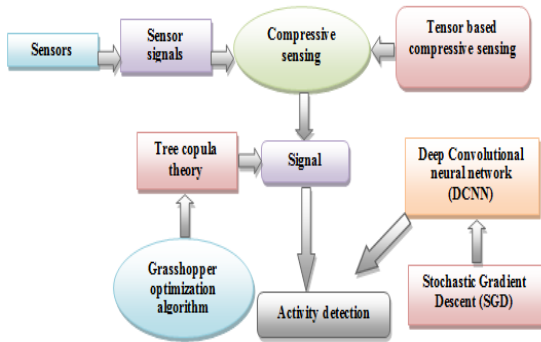 Sensors
Sensor
signals
Compressive
sensing
Tensor based
compressive sensing
Tree copula
theory
Signal
Deep Convolutional
neural network
(DCNN)
Grasshopper
optimization
algorithm
Activity detection
Stochastic Gradient
Descent (SGD)